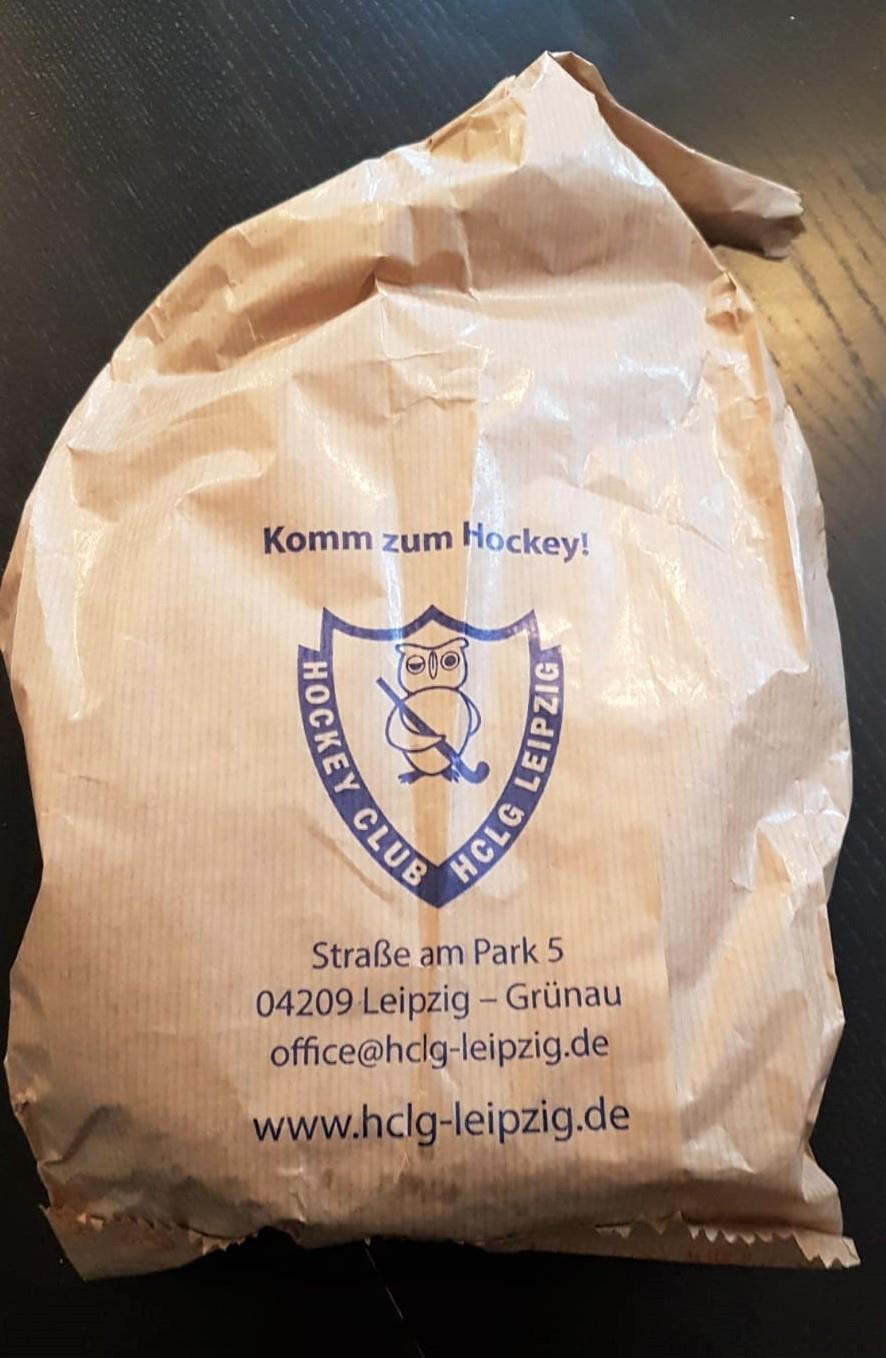 Komm zum Hockey!
HOCKEY CLUB HCLG LEIPZIG
Straße am Park 5
04209 Leipzig – Grünau
office@hclg-leipzig.de
www.hclg-leipzig.de